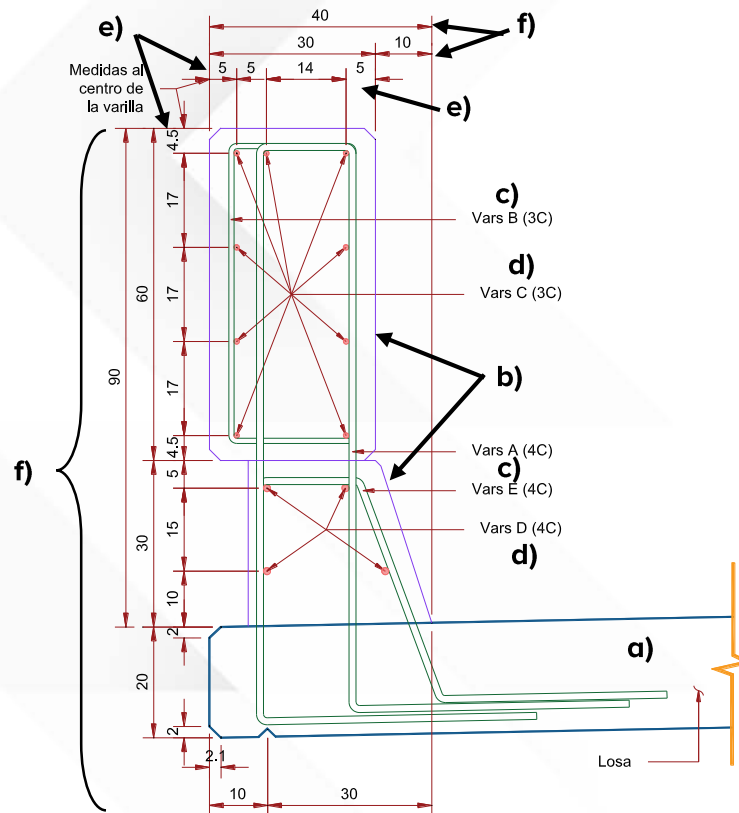 40
e)
f)
30
10
5
5
14
5
Medidas al
centro de
la varilla
e)
4.5
17
c)
Vars B (3C)
d)
Vars C (3C)
60
17
90
b)
17
4.5
Vars A (4C)
f)
5
c)
Vars E (4C)
15
30
Vars D (4C)
d)
10
2
a)
20
2
Losa
2.1
10
30